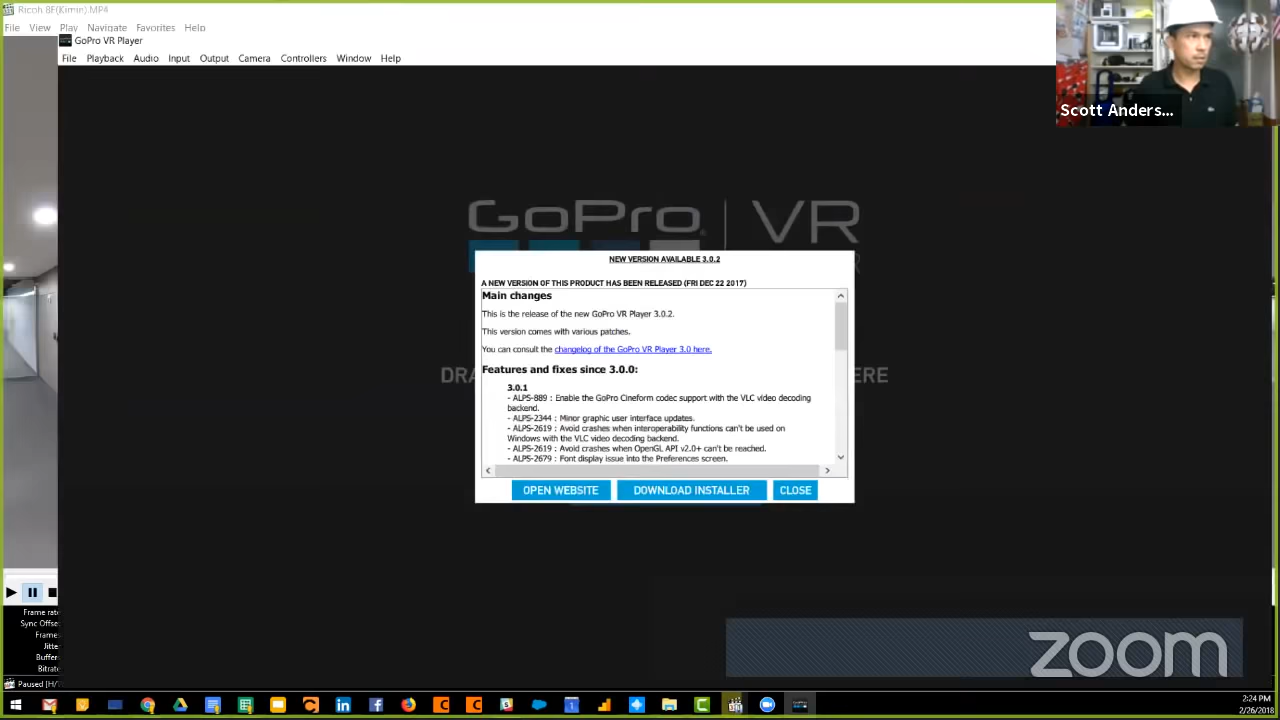 Ricoh 8F(Kimin).MP4
File View Play Navigate Favorites Help
GoPro VR Player
File Playback Audio Input Output Camera Controllers Window Help
Scott Anders...
GoPro VR
NEW VERSION AVAILABLE 3.0.2
A NEW VERSION OF THIS PRODUCT HAS BEEN RELEASED (FRI DEC 22 2017)
Main changes
This is the release of the new GoPro VR Player 3.0.2.
This version comes with various patches.
You can consult the changelog of the GoPro VR Player 3.0 here.
Features and fixes since 3.0.0:
3.0.1
- ALPS-889 : Enable the GoPro Cineform codec support with the VLC video decoding
backend.
- ALPS-2344 : Minor graphic user interface updates.
- ALPS-2619 : Avoid crashes when interoperability functions can't be used on
Windows with the VLC video decoding backend.
- ALPS-2619 : Avoid crashes when OpenGL API v2.0+ can't be reached.
- ALPS-2679 : Font display issue into the Preferences screen.
DRA
ERE
OPEN WEBSITE DOWNLOAD INSTALLER CLOSE
Frame rat
Sync Offse
Frame
Jitte
Buffer
Bitrat
Paused [H/
zoom
2:24 PM
2/26/2018